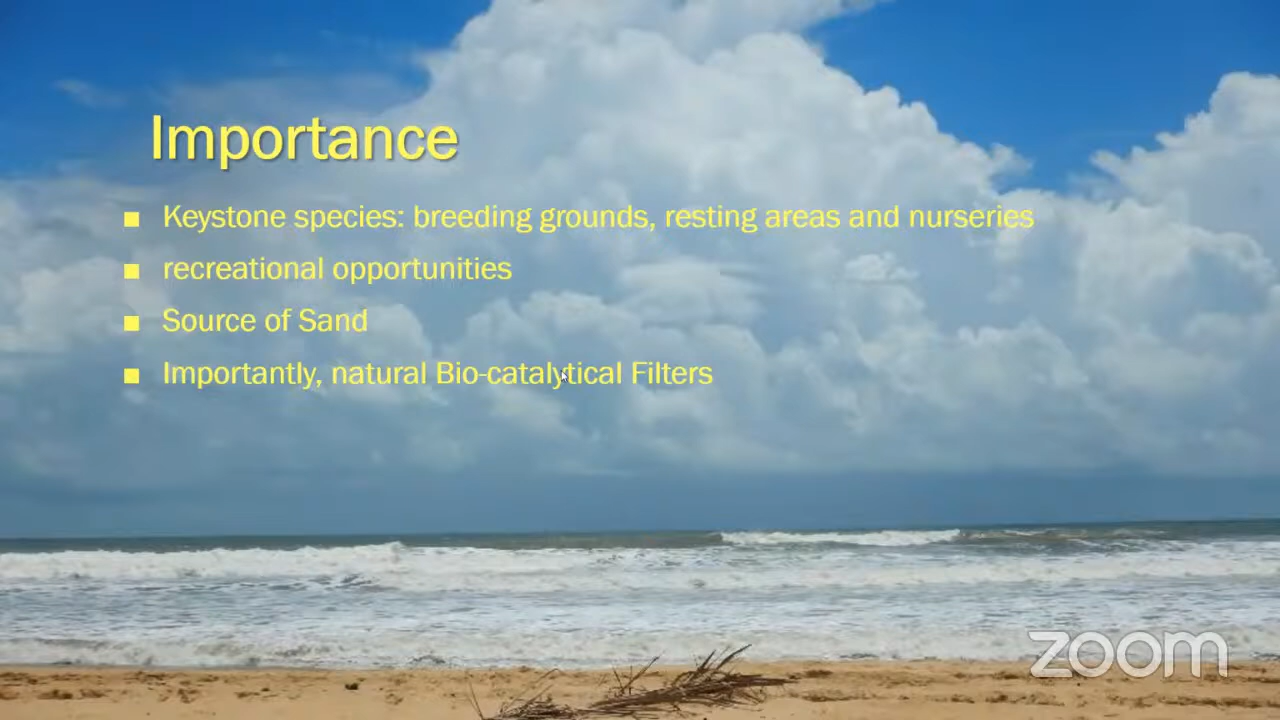 Importance
Keystone species: breeding grounds, resting areas and nurseries
recreational opportunities
Source of Sand
Importantly, natural Bio-catalytical Filters
zoom